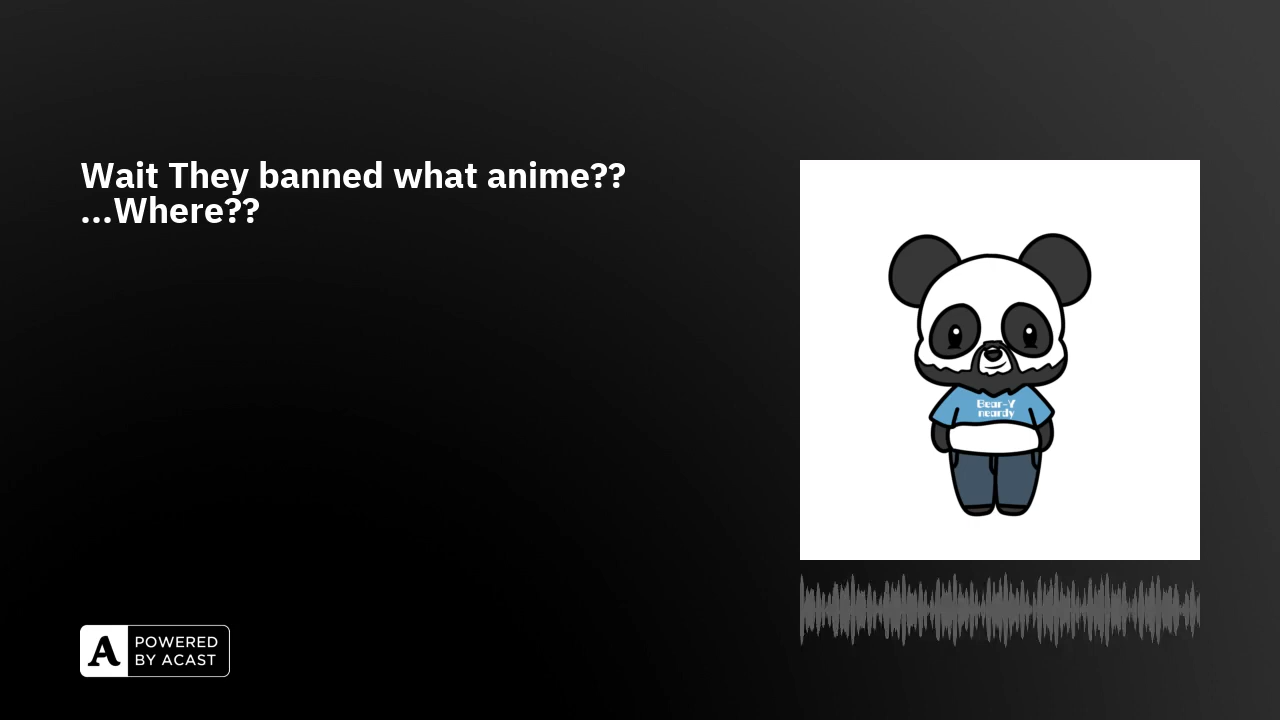 Wait They banned what anime??
...Where??
Bear-Y
neardy
A POWERED
BY ACAST